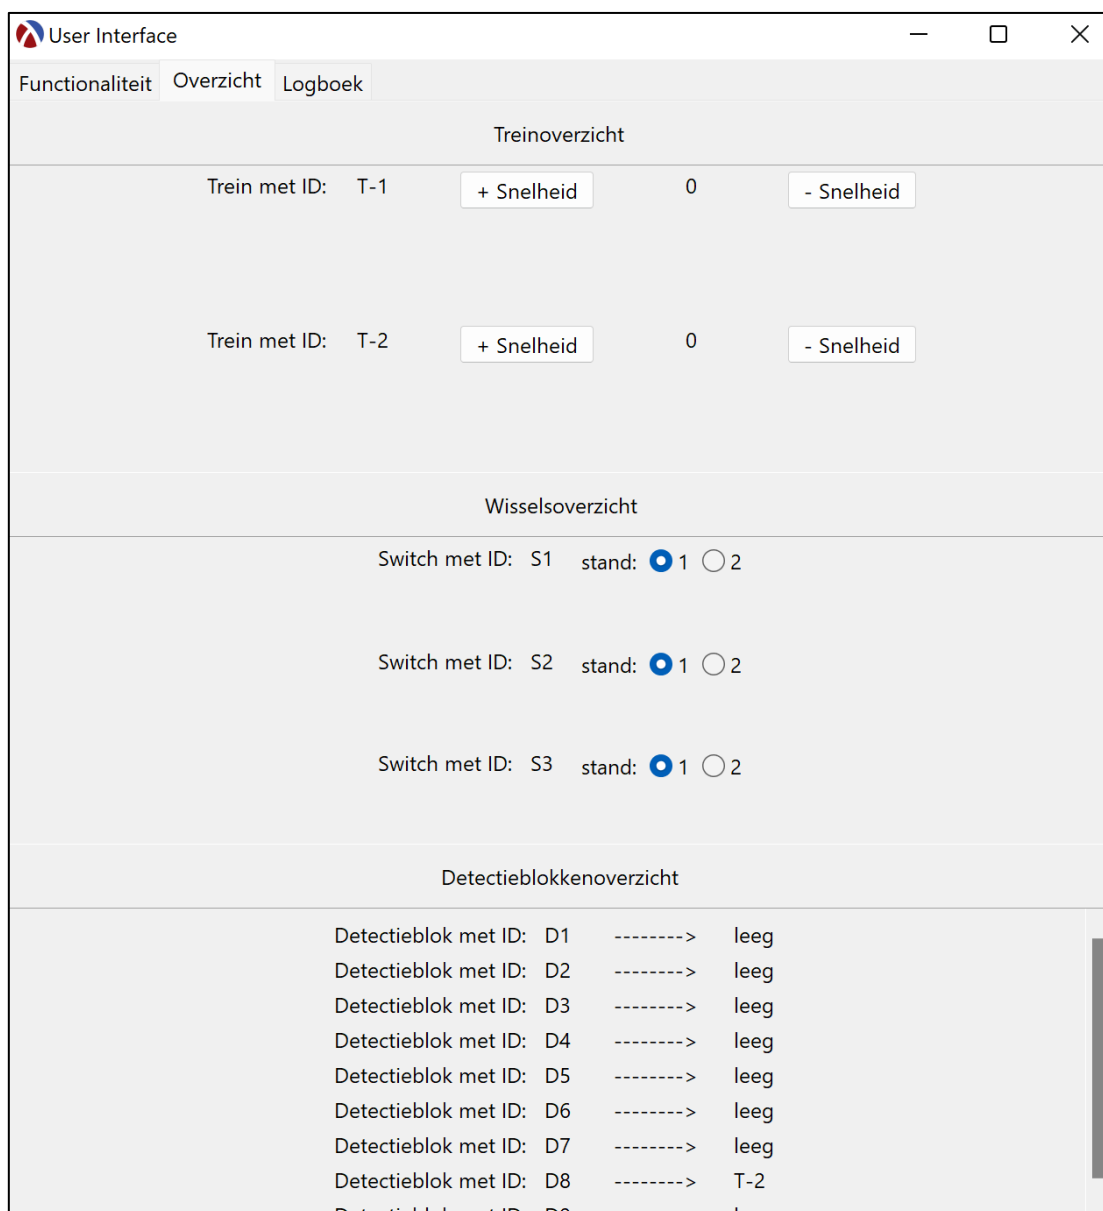 User Interface
Functionaliteit Overzicht Logboek
Treinoverzicht
Trein met ID: T-1 + Snelheid 0 - Snelheid
Trein met ID: T-2 + Snelheid 0 - Snelheid
Wisselsoverzicht
Switch met ID: S1 stand: 1 2
Switch met ID: S2 stand: 1 2
Switch met ID: S3 stand: 1 2
Detectieblokkenoverzicht
Detectieblok met ID: D1 --------> leeg
Detectieblok met ID: D2 --------> leeg
Detectieblok met ID: D3 --------> leeg
Detectieblok met ID: D4 --------> leeg
Detectieblok met ID: D5 --------> leeg
Detectieblok met ID: D6 --------> leeg
Detectieblok met ID: D7 --------> leeg
Detectieblok met ID: D8 --------> T-2